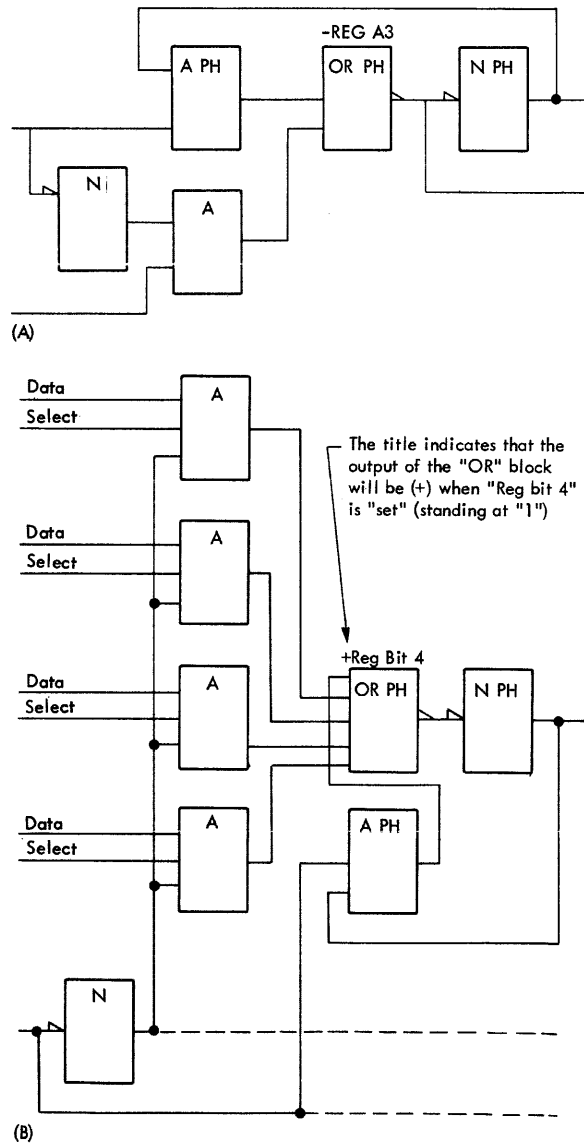 -REG A3
A PH
OR PH
N PH
N
A
(A)
Data
Select
A
The title indicates that the
output of the "OR" block
will be (+) when "Reg bit 4"
is "set" (standing at "1")
Data
Select
A
+Reg Bit 4
OR PH
N PH
Data
Select
A
Data
Select
A
A PH
N
(B)